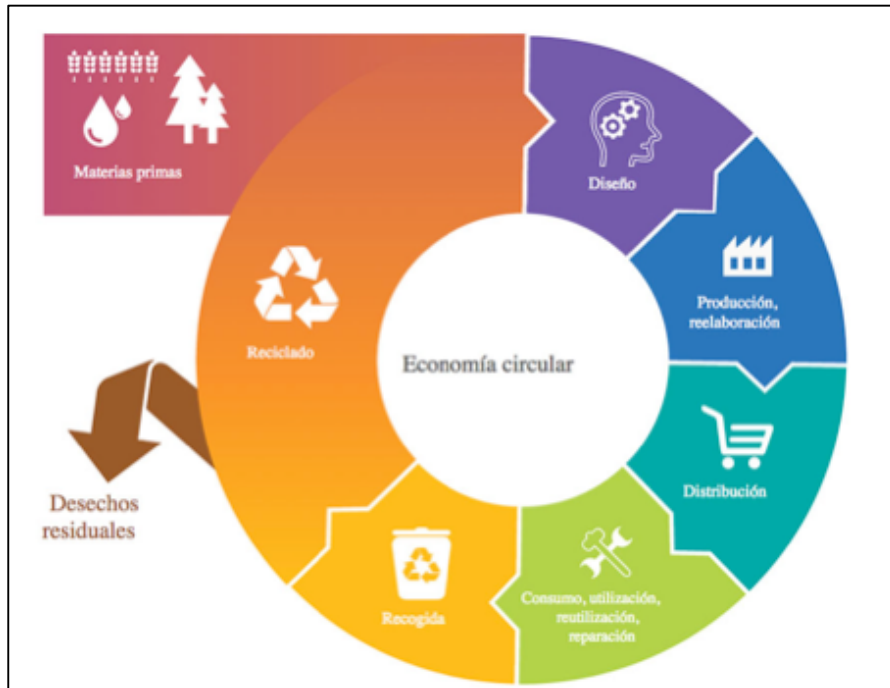 Materias primas
Diseño
Producción,
reelaboración
Distribución
Consumo, utilización,
reutilización,
reparación
Recogida
Reciclado
Economía circular
Desechos
residuales